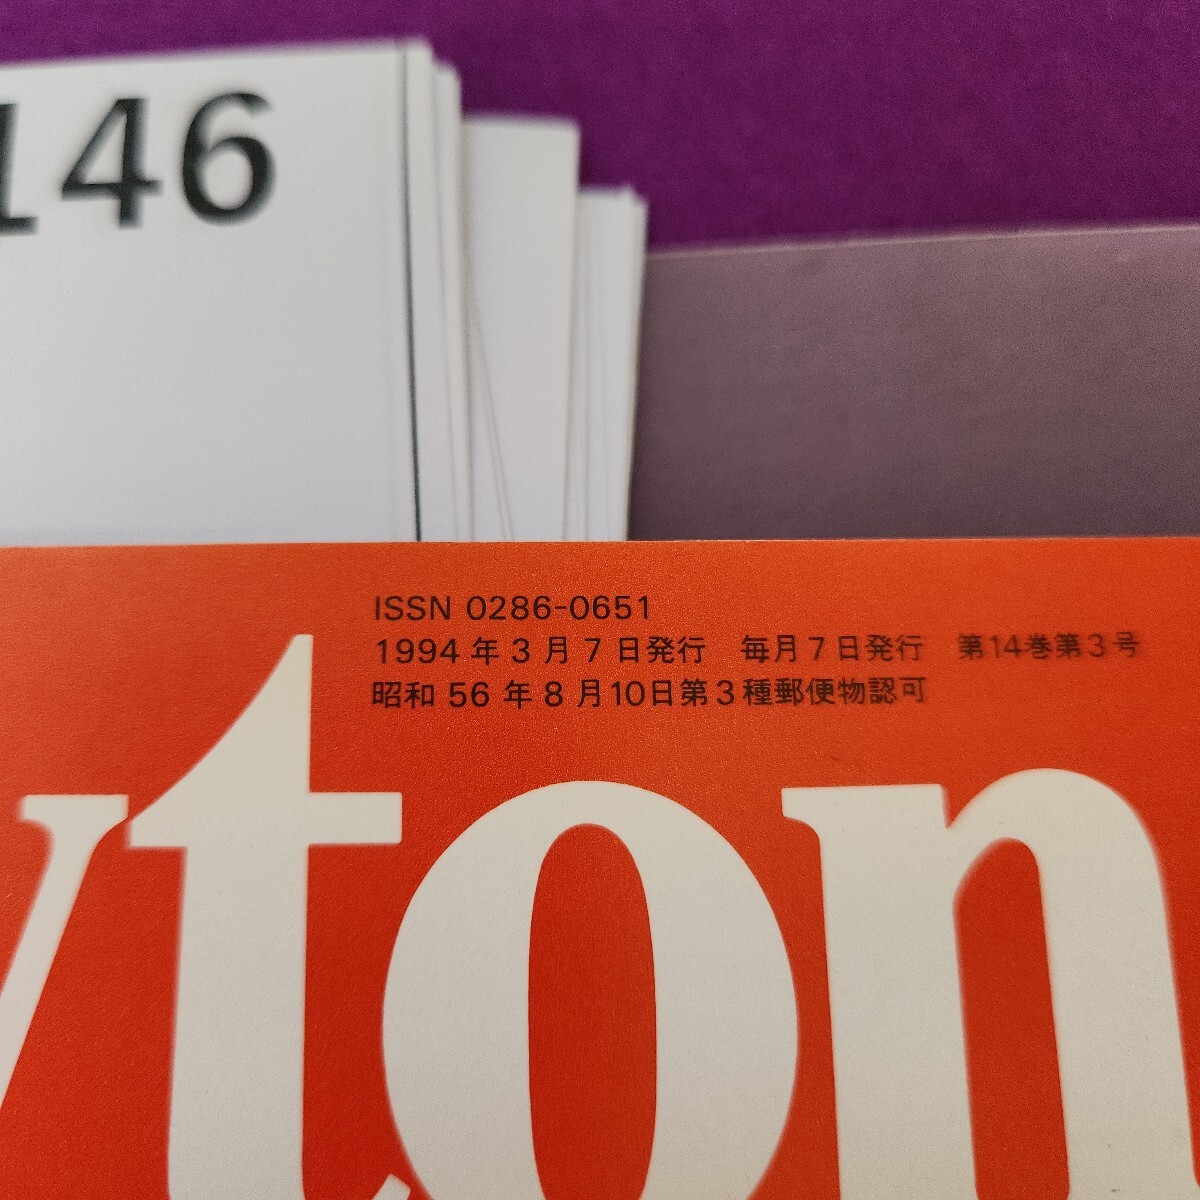 146
ISSN 0286-0651
1994年3月7日発行 毎月7日発行 第14巻第3号
昭和56年8月10日第3種郵便物認可
wton